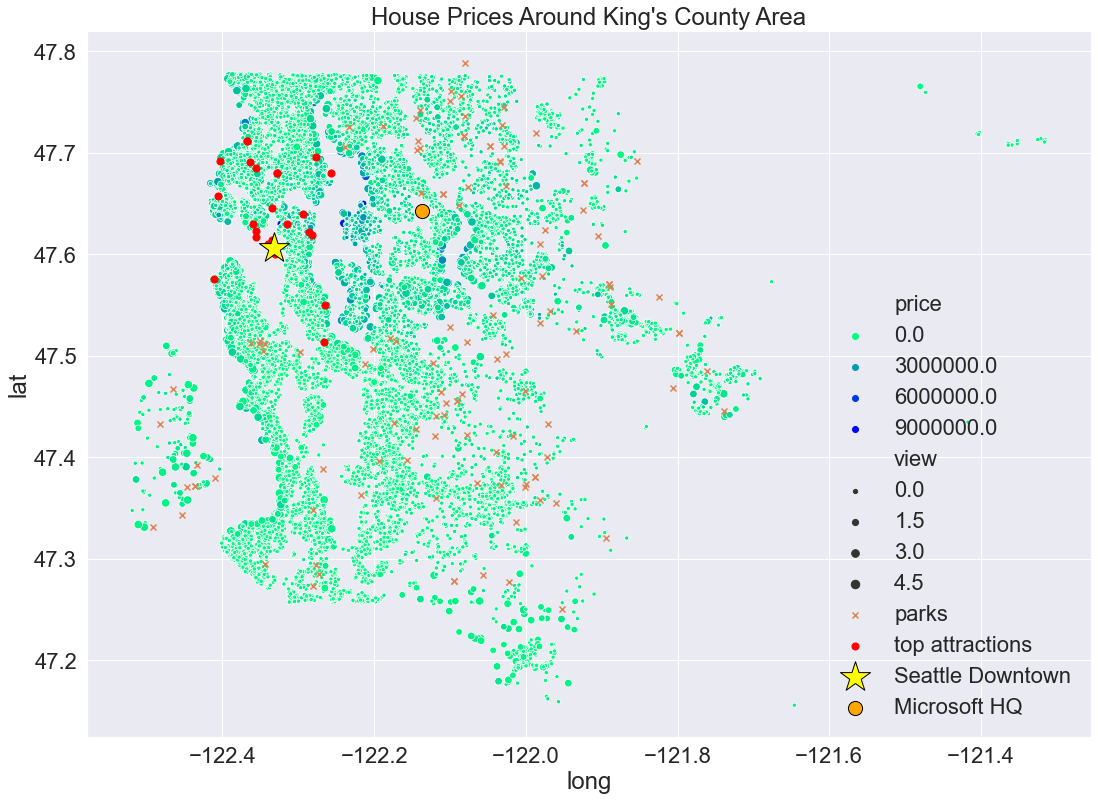 House Prices Around King's County Area
47.8
47.7
47.6
47.5
47.4
47.3
47.2
lat
−122.4
−122.2
−122.0
−121.8
−121.6
−121.4
long
price
0.0
3000000.0
6000000.0
9000000.0
view
0.0
1.5
3.0
4.5
parks
top attractions
Seattle Downtown
Microsoft HQ